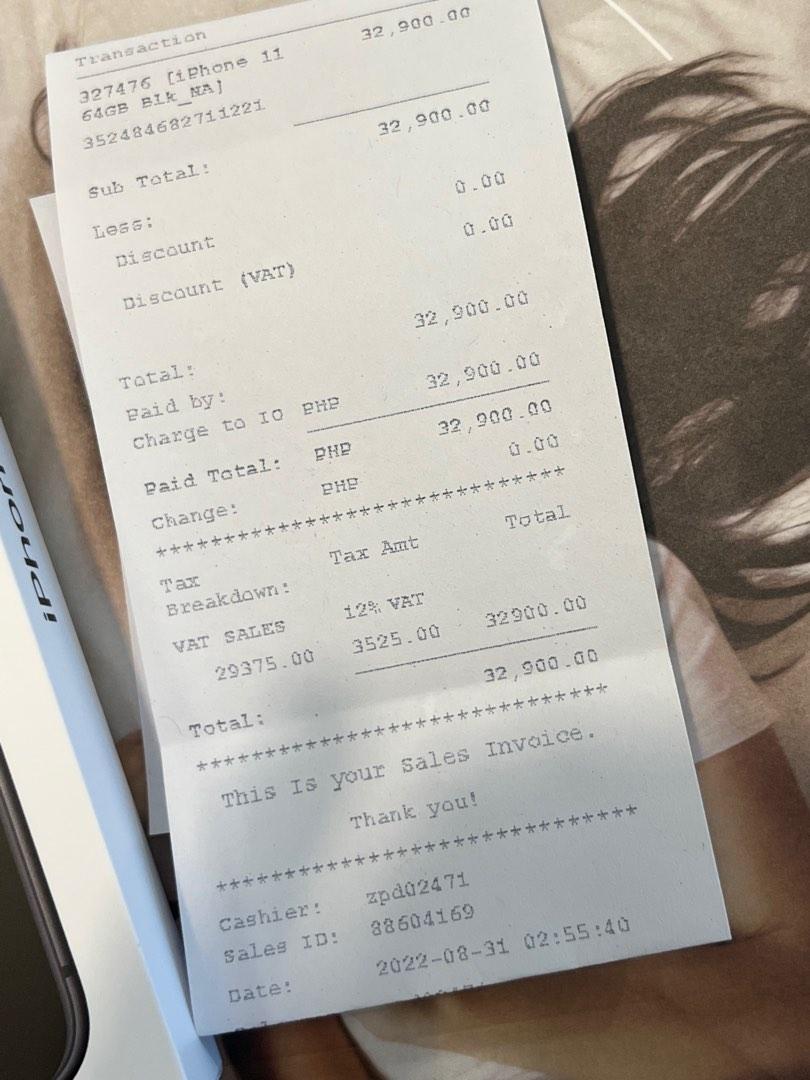 Transaction
327476 [iPhone 11 32,900.00
64GB Blk_NA]
352484682711221
Sub Total: 32,900.00
Less:
Discount 0.00
Discount (VAT) 0.00
Total: 32,900.00
Paid by:
Charge to IO PHP 32,900.00
Paid Total: PHP 32,900.00
Change: PHP 0.00
******************************
Tax Tax Amt Total
Breakdown:
VAT SALES 12% VAT
29375.00 3525.00 32900.00
Total: 32,900.00
******************************
This Is your Sales Invoice.
Thank you!
******************************
Cashier: zpd02471
Sales ID: 88604169
Date: 2022-08-31 02:55:40
iPhon